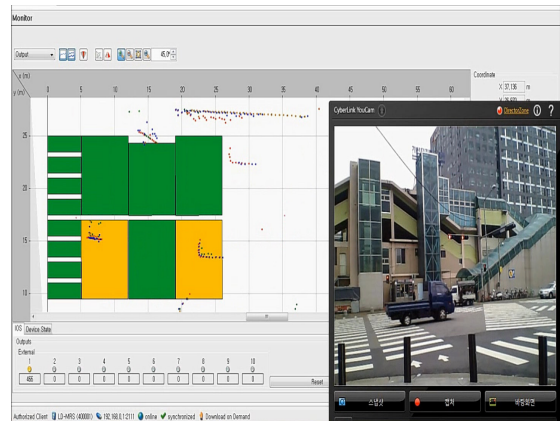 Monitor
Output
45,0°
Coordinate
x (m)
0 5 10 15 20 25 30 35 40 45 50 55 60
X 37,136 m
y (m)
25
20
15
10
CyberLink YouCam
DirectorZone
?
IOS Device State
Outputs
External
1 2 3 4 5 6 7 8 9 10
466 0 0 0 0 0 0 0 0 0
Reset
스냅샷
캡처
바탕화면
Authorized Client LD-MRS (400001) 192.168.0.1:2111 online synchronized Download on Demand